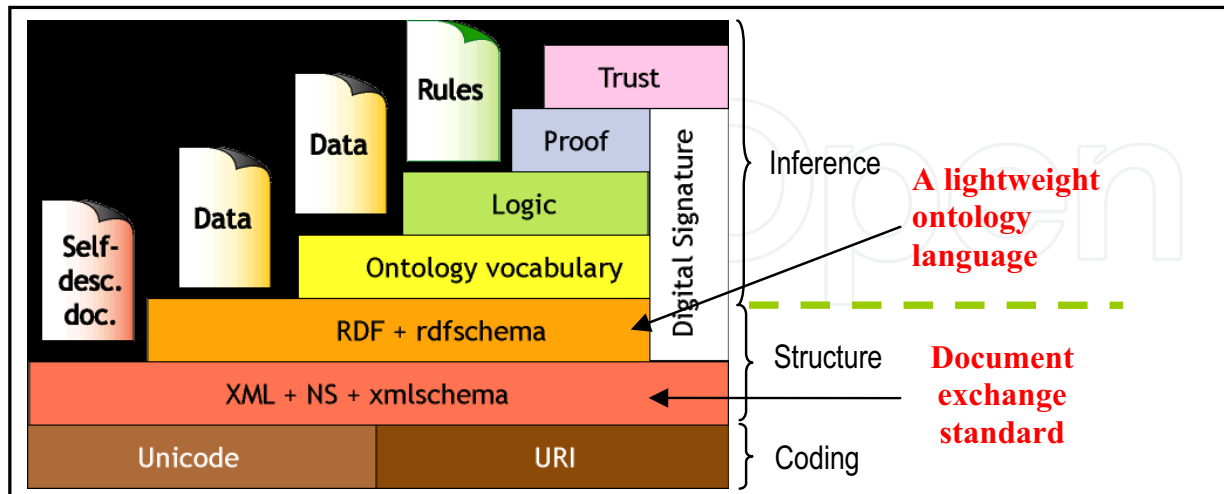 Trust
Rules
Proof
Data
Inference
A lightweight
ontology
language
Logic
Data
Digital Signature
Self-
desc.
doc.
Ontology vocabulary
RDF + rdfschema
Structure
Document
exchange
standard
XML + NS + xmlschema
Unicode
URI
Coding
Open